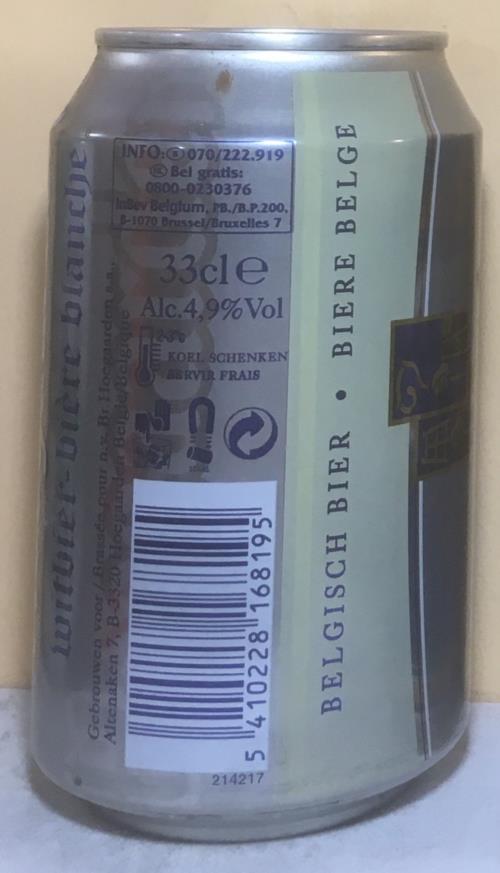 witbier-bière blanche
Gebrouwen voor / Brassée pour n.v. Br. Hoegaarden s.a.,
Altenaken 7, B-3320 Hoegaarden België/Belgique
INFO: 070/222.919
Bel gratis:
0800-0230376
InBev Belgium, PB./B.P.200,
B-1070 Brussel/Bruxelles 7
33cl e
Alc.4,9%Vol
KOEL SCHENKEN
SERVIR FRAIS
5 410228 168195
214217
BELGISCH BIER • BIERE BELGE